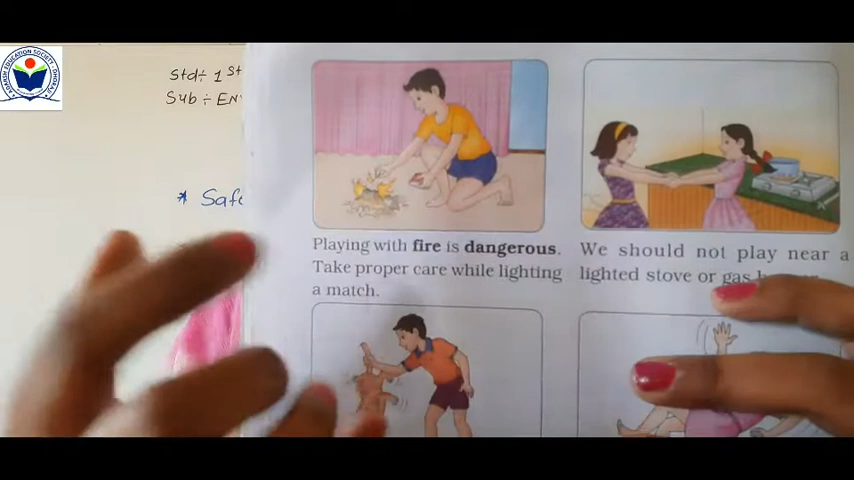 Std÷ 1st
Sub ÷ EN
* Safe
Playing with fire is dangerous.
Take proper care while lighting
a match.
We should not play near a
lighted stove or gas